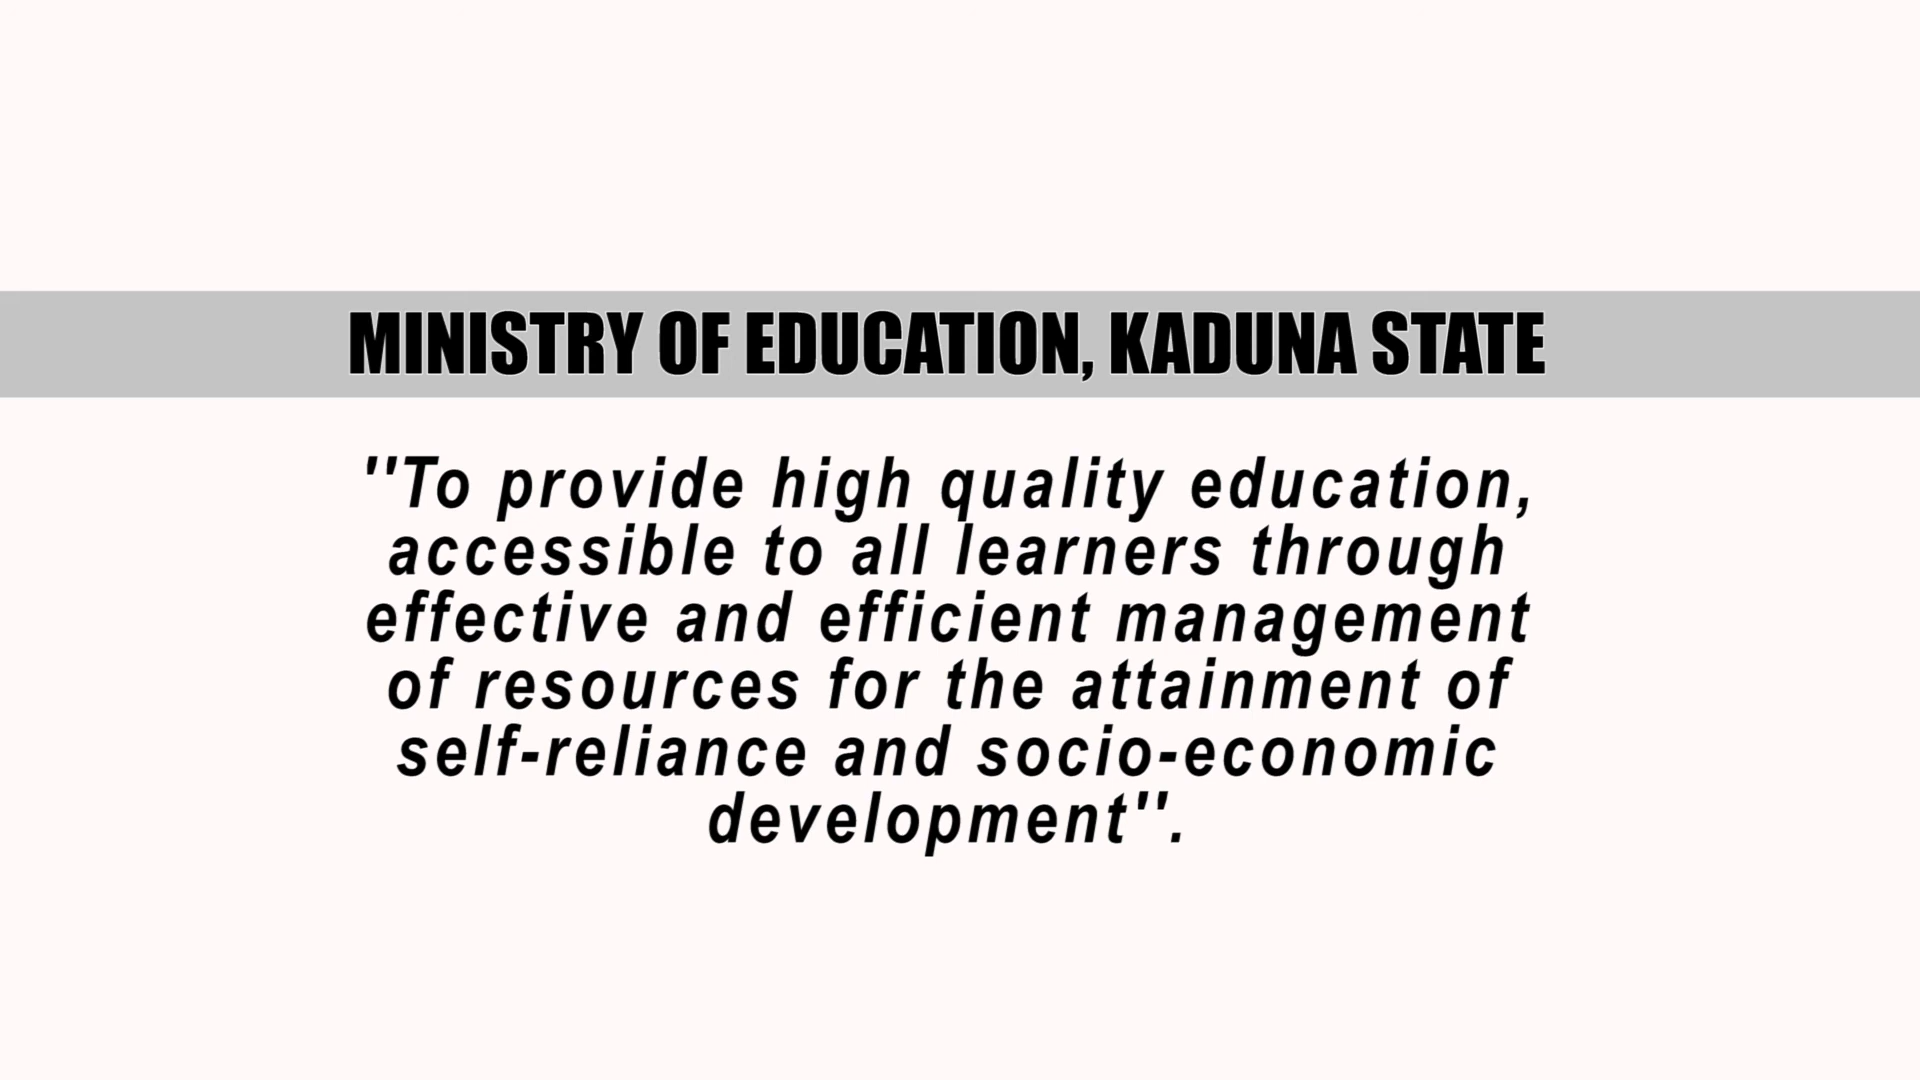 MINISTRY OF EDUCATION, KADUNA STATE
''To provide high quality education,
accessible to all learners through
effective and efficient management
of resources for the attainment of
self-reliance and socio-economic
development''.